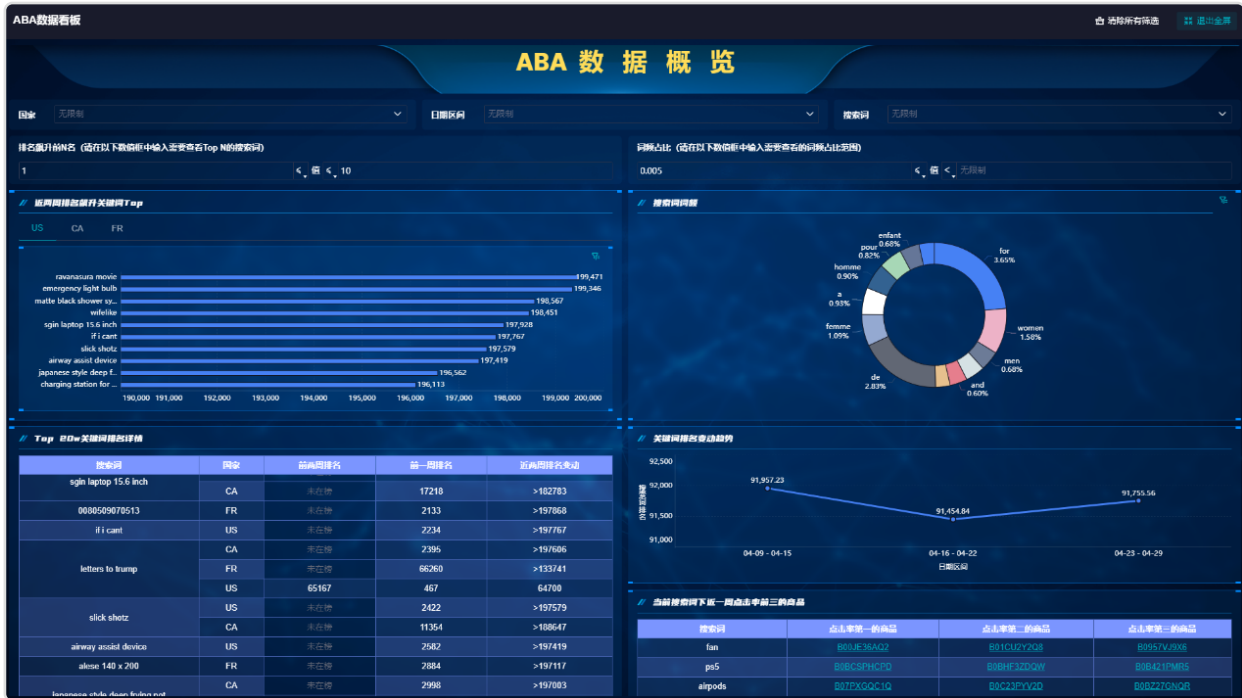 ABA数据看板
清除所有筛选 退出全屏
ABA 数 据 概 览
国家 无限制 日期区间 无限制 搜索词 无限制
排名飙升前N名（请在以下数值框中输入需要查看Top N的搜索词）
1 ≤ 值 ≤ 10
词频占比（请在以下数值框中输入需要查看的词频占比范围）
0.005 ≤ 值 < 无限制
近两周排名飙升关键词Top
US CA FR
ravanasura movie 199,471
emergency light bulb 199,346
matte black shower sy... 198,567
wifelike 198,451
sgin laptop 15.6 inch 197,928
if i cant 197,767
slick shotz 197,579
airway assist device 197,419
japanese style deep f... 196,562
charging station for ... 196,113
190,000 191,000 192,000 193,000 194,000 195,000 196,000 197,000 198,000 199,000 200,000
搜索词词频
enfant
0.68%
pour
0.82%
for
3.65%
homme
0.90%
a
0.93%
women
1.58%
femme
1.09%
men
0.68%
de
2.83%
and
0.60%
Top 20w关键词排名详情
搜索词 国家 前两周排名 前一周排名 近两周排名变动
sgin laptop 15.6 inch
CA 未在榜 17218 >182783
0080509070513 FR 未在榜 2133 >197868
if i cant US 未在榜 2234 >197767
CA 未在榜 2395 >197606
letters to trump FR 未在榜 66260 >133741
US 65167 467 64700
US 未在榜 2422 >197579
slick shotz
CA 未在榜 11354 >188647
airway assist device US 未在榜 2582 >197419
alese 140 x 200 FR 未在榜 2884 >197117
CA 未在榜 2998 >197003
japanese style deep frying pot
关键词排名变动趋势
搜索词排名
92,500
92,000
91,500
91,000
91,957.23
91,454.84
91,755.56
04-09 - 04-15 04-16 - 04-22 04-23 - 04-29
日期区间
当前搜索词下近一周点击率前三的商品
搜索词 点击率第一的商品 点击率第二的商品 点击率第三的商品
fan B00JE36AQ2 B01CU2Y2Q8 B0957VJ9X6
ps5 B0BCSPHCPD B0BHF3ZDQW B0B421PMR5
airpods B07PXGQC1Q B0C23PYV2D B0BZ27GNQR